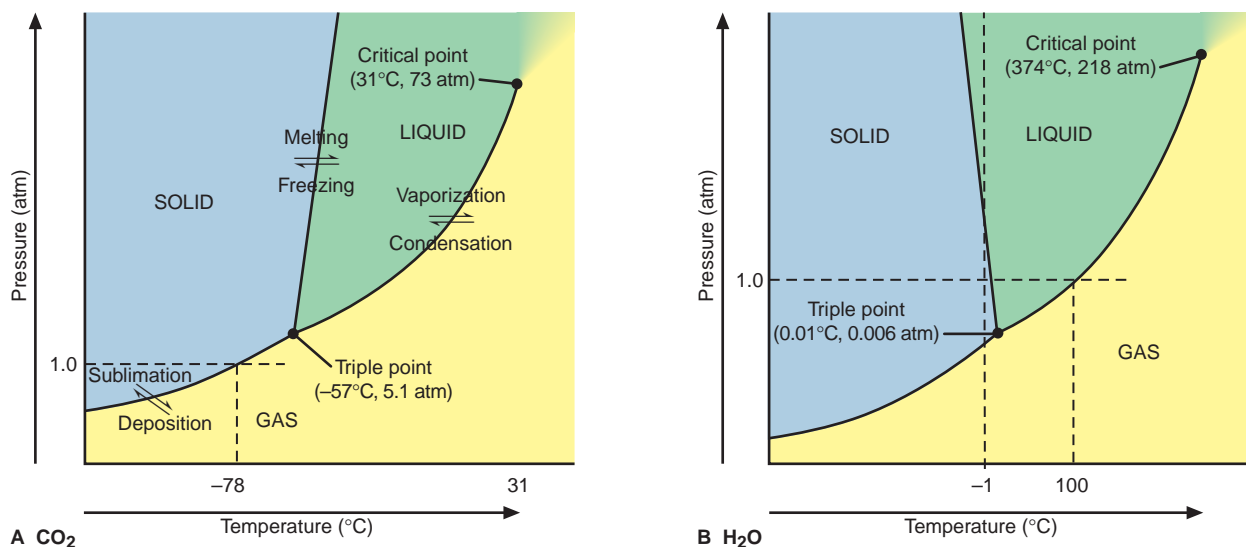 Critical point
(31°C, 73 atm)
Melting
LIQUID
Freezing
SOLID
Vaporization
Condensation
Pressure (atm)
1.0
Sublimation
Triple point
(–57°C, 5.1 atm)
Deposition
GAS
–78
31
Temperature (°C)
A CO2
Critical point
(374°C, 218 atm)
SOLID
LIQUID
Pressure (atm)
1.0
Triple point
(0.01°C, 0.006 atm)
GAS
–1
100
Temperature (°C)
B H2O